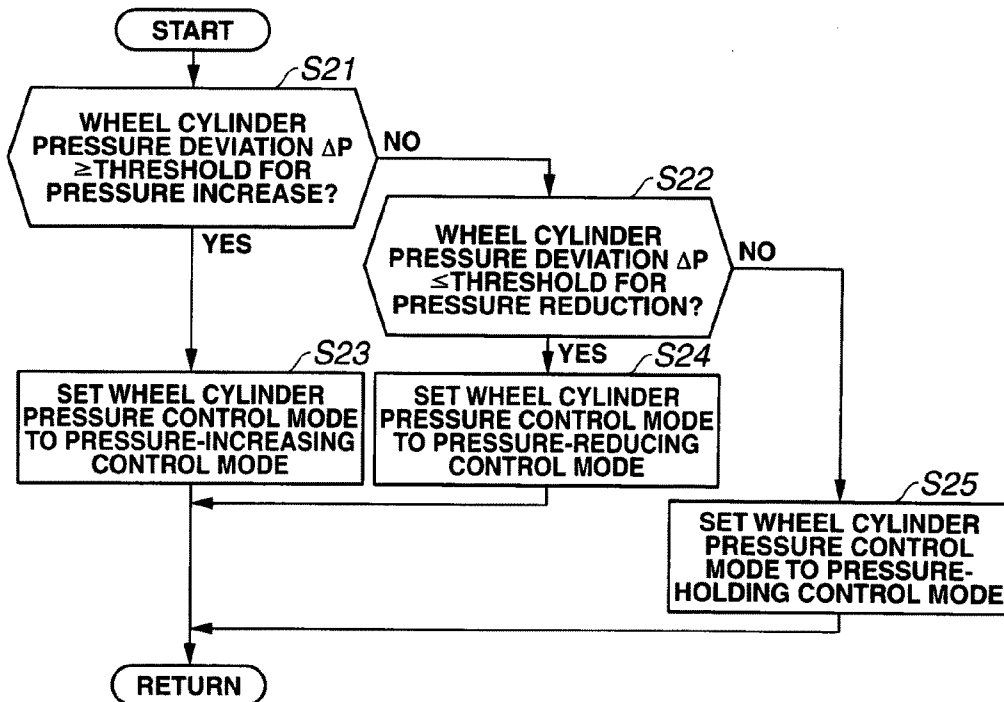 START
S21
WHEEL CYLINDER
PRESSURE DEVIATION ΔP
≥THRESHOLD FOR
PRESSURE INCREASE?
NO
YES
S22
WHEEL CYLINDER
PRESSURE DEVIATION ΔP
≤THRESHOLD FOR
PRESSURE REDUCTION?
NO
YES
S23
SET WHEEL CYLINDER
PRESSURE CONTROL MODE
TO PRESSURE-INCREASING
CONTROL MODE
S24
SET WHEEL CYLINDER
PRESSURE CONTROL MODE
TO PRESSURE-REDUCING
CONTROL MODE
S25
SET WHEEL CYLINDER
PRESSURE CONTROL
MODE TO PRESSURE-
HOLDING CONTROL MODE
RETURN